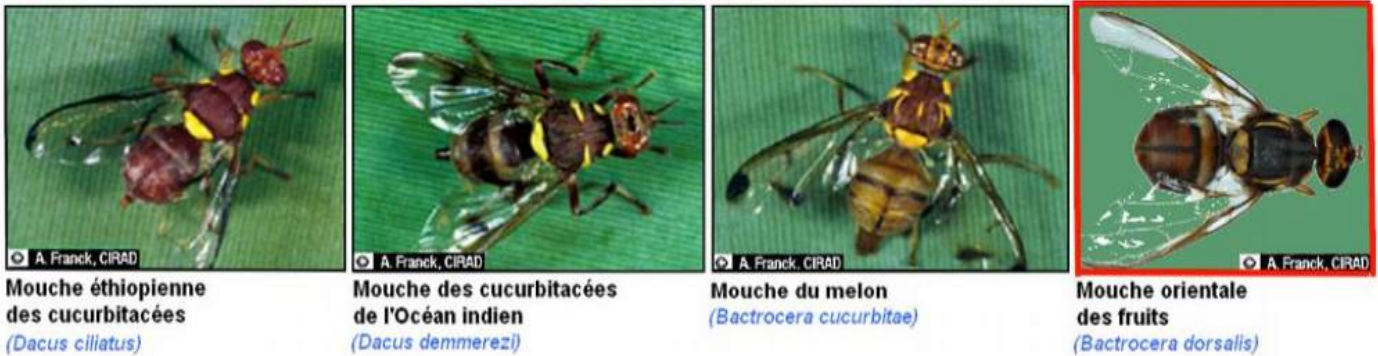 © A. Franck, CIRAD
© A. Franck, CIRAD
© A. Franck, CIRAD
© A. Franck, CIRAD
Mouche éthiopienne
des cucurbitacées
(Dacus ciliatus)
Mouche des cucurbitacées
de l'Océan indien
(Dacus demmerezi)
Mouche du melon
(Bactrocera cucurbitae)
Mouche orientale
des fruits
(Bactrocera dorsalis)